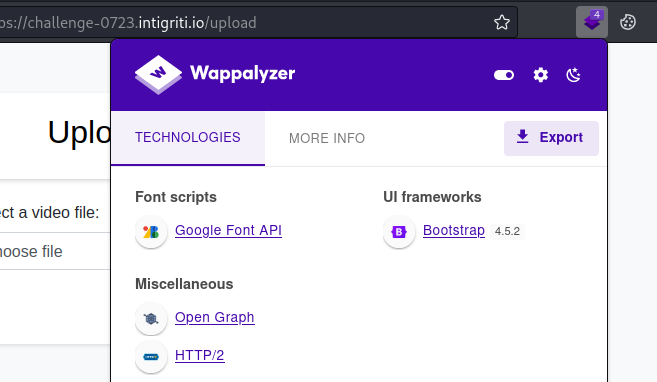 ps://challenge-0723.intigriti.io/upload
4
Wappalyzer
Uplo
TECHNOLOGIES
MORE INFO
Export
ect a video file:
hoose file
Font scripts
UI frameworks
Google Font API
Bootstrap 4.5.2
Miscellaneous
Open Graph
HTTP/2